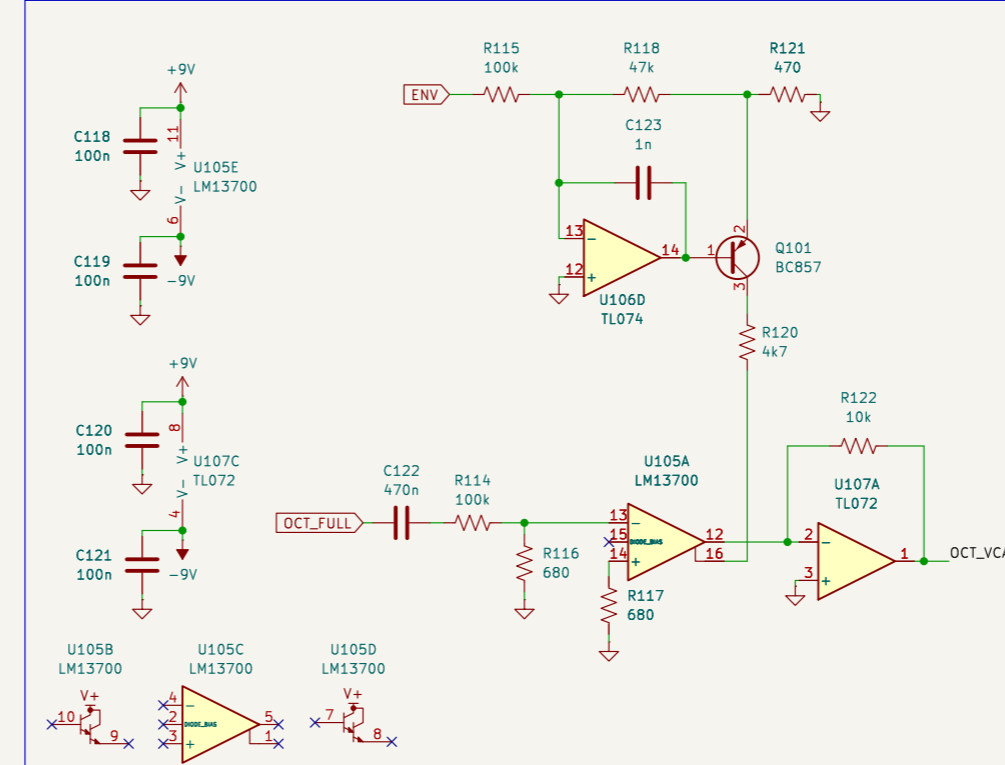 R115
100k
R118
47k
R121
470
ENV
C123
1n
+9V
C118
100n
11
V+
U105E
LM13700
V-
6
C119
100n
-9V
13
-
14
12
+
U106D
TL074
1
2
3
Q101
BC857
R120
4k7
+9V
C120
100n
8
V+
U107C
TL072
V-
4
C121
100n
-9V
OCT_FULL
C122
470n
R114
100k
R116
680
U105A
LM13700
13
-
15
DIODE_BIAS
14
+
12
16
R117
680
R122
10k
U107A
TL072
2
-
3
+
1
OCT_VCA
U105B
LM13700
V+
10
9
U105C
LM13700
4
-
2
DIODE_BIAS
3
+
5
1
U105D
LM13700
V+
7
8